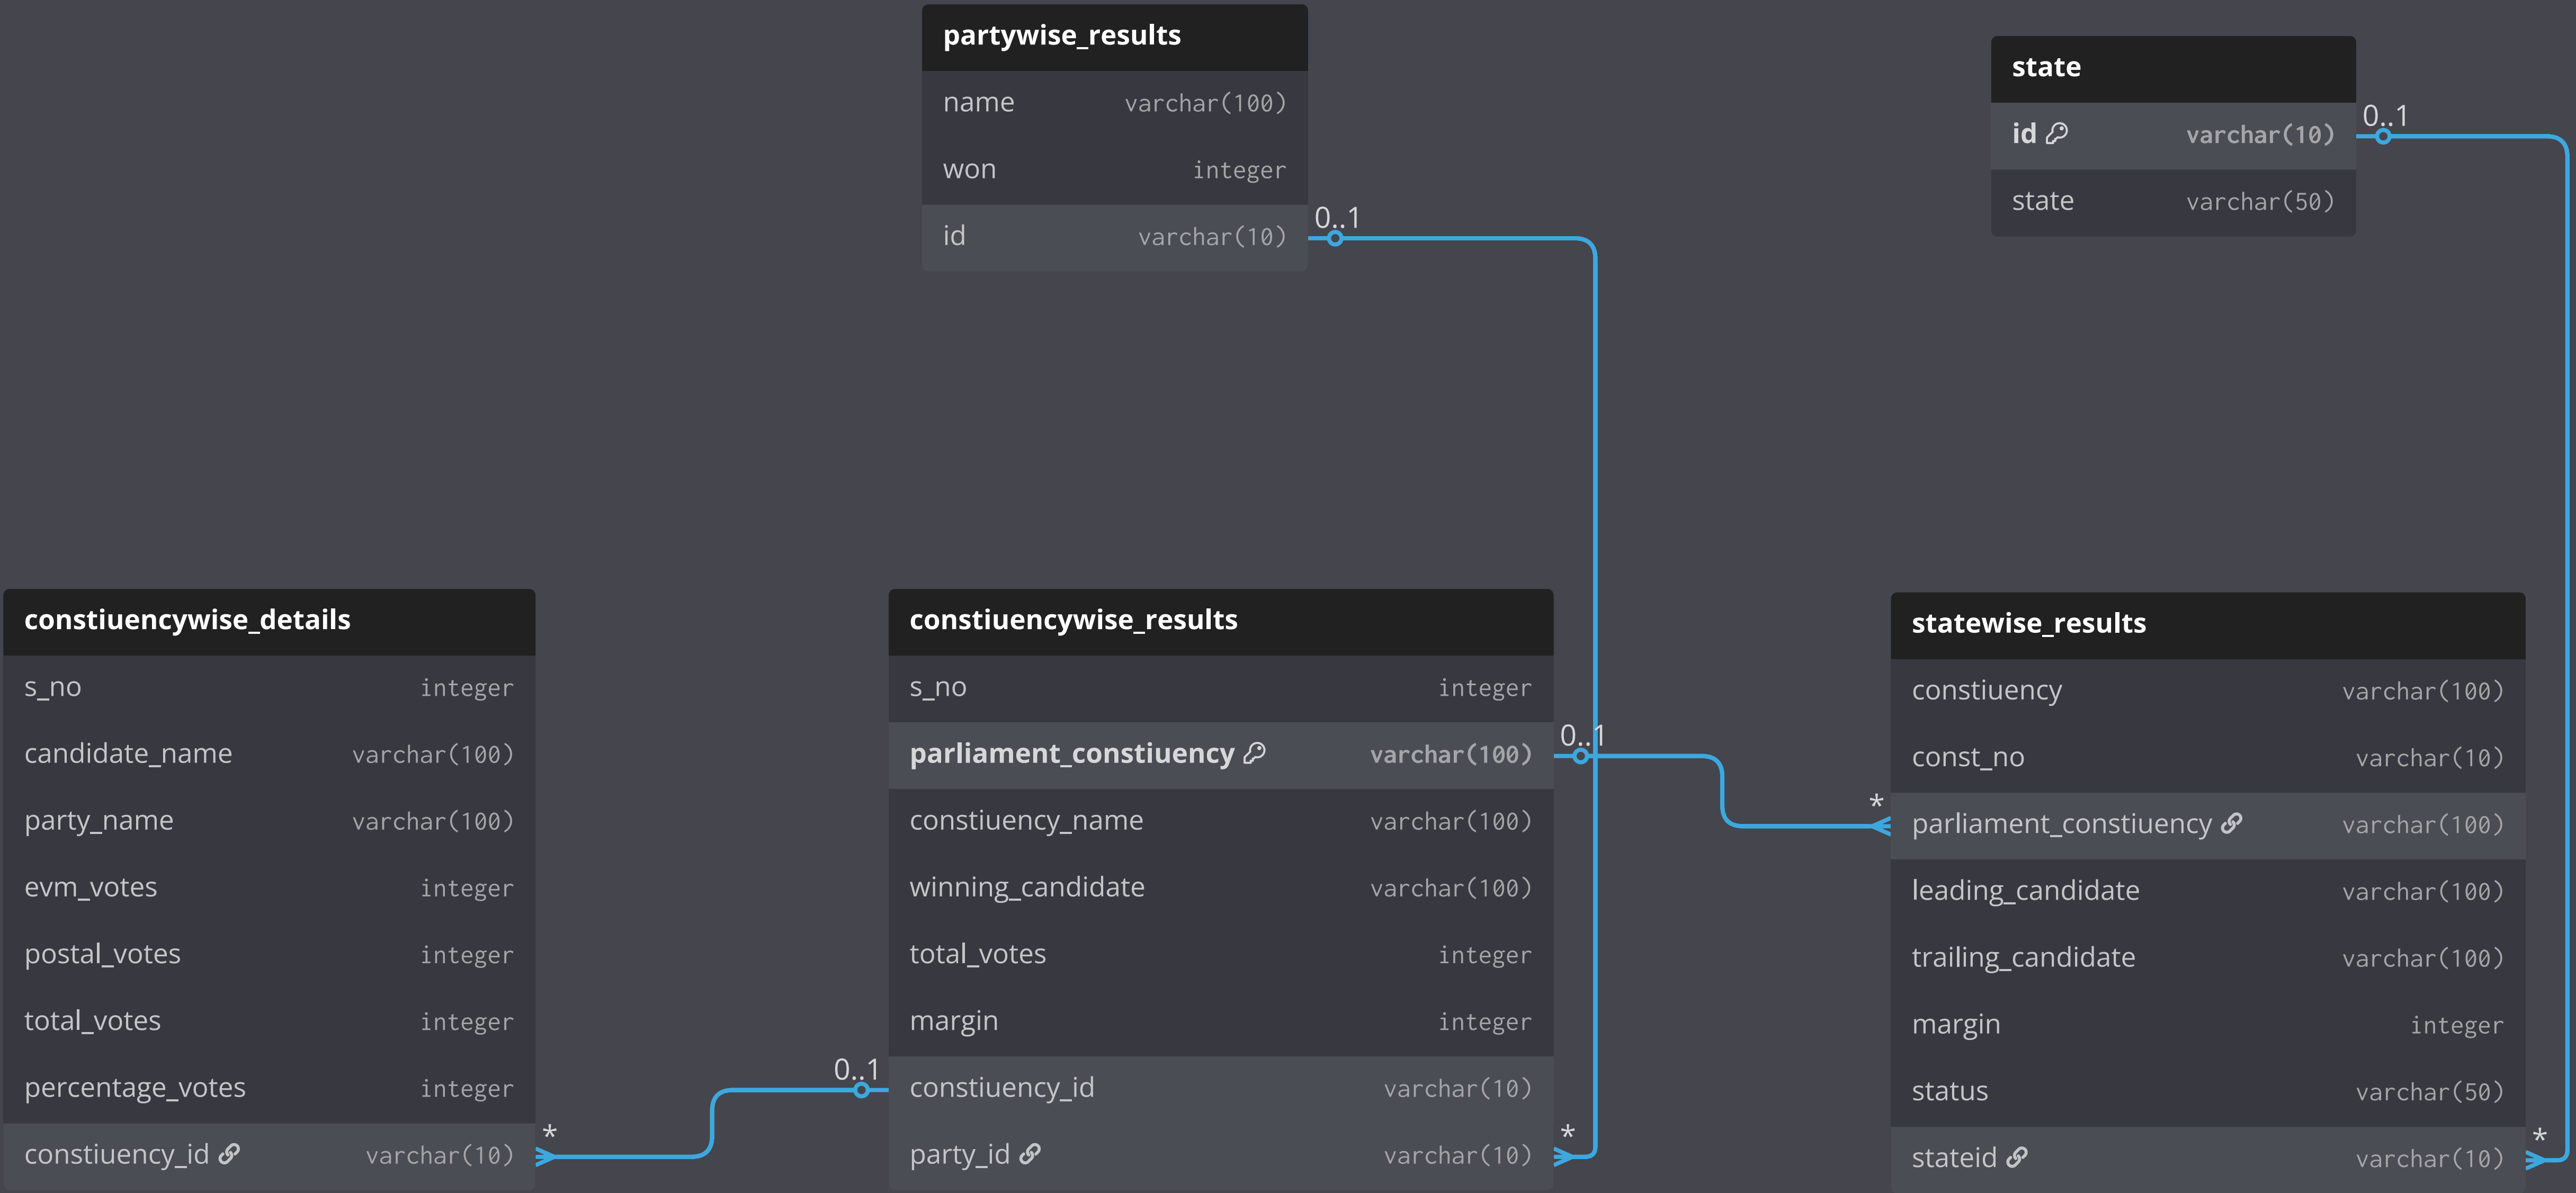 partywise_results
name varchar(100)
won integer
id varchar(10)
0..1
state
id varchar(10)
state varchar(50)
0..1
constiuencywise_details
s_no integer
candidate_name varchar(100)
party_name varchar(100)
evm_votes integer
postal_votes integer
total_votes integer
percentage_votes integer
constiuency_id varchar(10)
*
0..1
constiuencywise_results
s_no integer
parliament_constiuency varchar(100)
constiuency_name varchar(100)
winning_candidate varchar(100)
total_votes integer
margin integer
constiuency_id varchar(10)
party_id varchar(10)
0..1
*
*
statewise_results
constiuency varchar(100)
const_no varchar(10)
parliament_constiuency varchar(100)
leading_candidate varchar(100)
trailing_candidate varchar(100)
margin integer
status varchar(50)
stateid varchar(10)
*